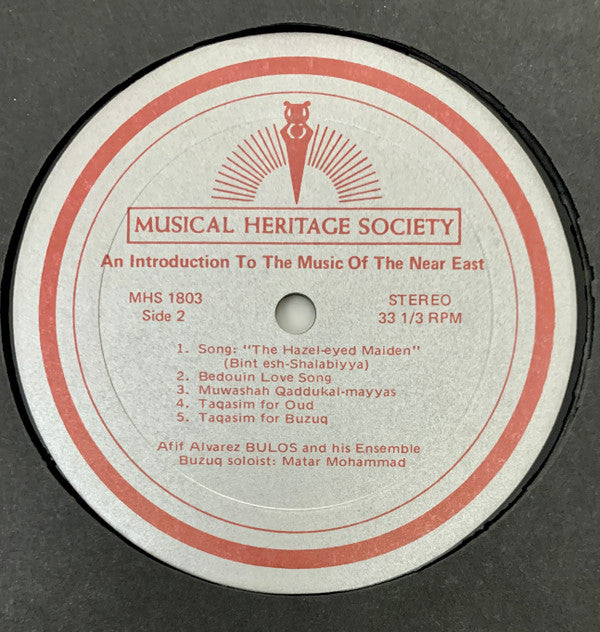 MUSICAL HERITAGE SOCIETY
An Introduction To The Music Of The Near East
MHS 1803
Side 2
STEREO
33 1/3 RPM
1. Song: "The Hazel-eyed Maiden"
(Bint esh-Shalabiyya)
2. Bedouin Love Song
3. Muwashah Qaddukal-mayyas
4. Taqasim for Oud
5. Taqasim for Buzuq
Afif Alvarez BULOS and his Ensemble
Buzuq soloist: Matar Mohammad